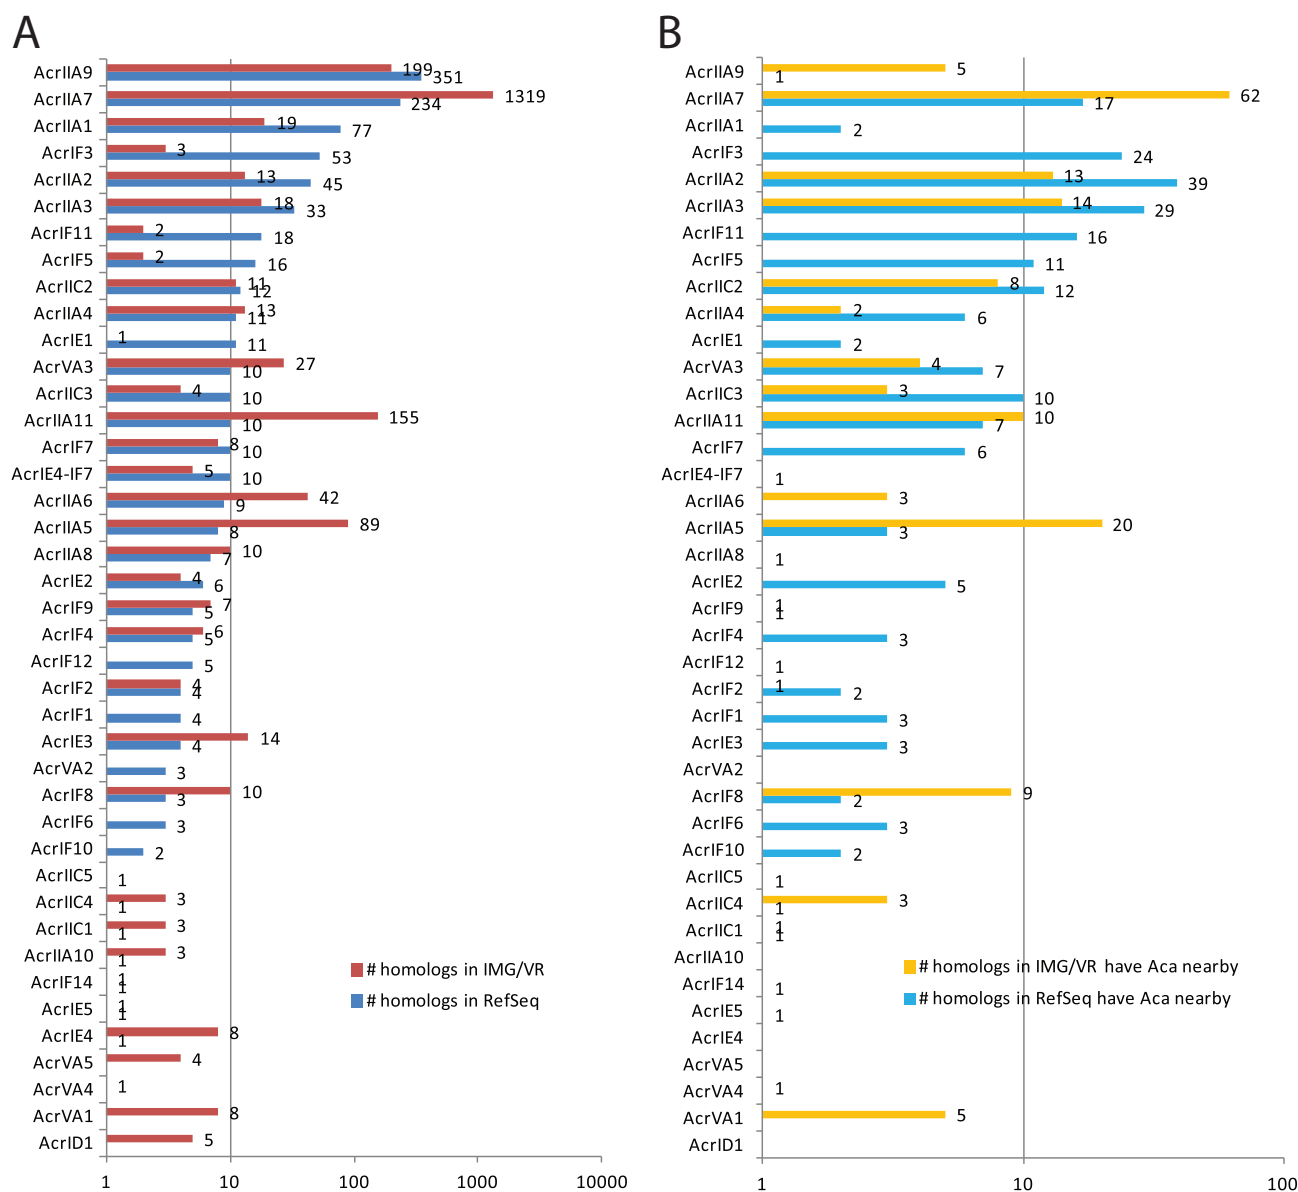 A
AcrIIA9 199 351
AcrIIA7 1319 234
AcrIIA1 19 77
AcrIF3 3 53
AcrIIA2 13 45
AcrIIA3 18 33
AcrIF11 2 18
AcrIF5 2 16
AcrIIC2 11 12
AcrIIA4 13 11
AcrIE1 1 11
AcrVA3 27 10
AcrIIC3 4 10
AcrIIA11 155 10
AcrIF7 8 10
AcrIE4-IF7 5 10
AcrIIA6 42 9
AcrIIA5 89 8
AcrIIA8 10 7
AcrIE2 4 6
AcrIF9 7 5
AcrIF4 6 5
AcrIF12 5
AcrIF2 4 4
AcrIF1 4
AcrIE3 14 4
AcrVA2 3
AcrIF8 10 3
AcrIF6 3
AcrIF10 2
AcrIIC5 1
AcrIIC4 3 1
AcrIIC1 3 1
AcrIIA10 3 1
AcrIF14 1 1
AcrIE5 1 1
AcrIE4 8 1
AcrVA5 4
AcrVA4 1
AcrVA1 8
AcrID1 5
# homologs in IMG/VR
# homologs in RefSeq
1 10 100 1000 10000
B
AcrIIA9 5 1
AcrIIA7 62 17
AcrIIA1 2
AcrIF3 24
AcrIIA2 13 39
AcrIIA3 14 29
AcrIF11 16
AcrIF5 11
AcrIIC2 8 12
AcrIIA4 2 6
AcrIE1 2
AcrVA3 4 7
AcrIIC3 3 10
AcrIIA11 10 7
AcrIF7 6
AcrIE4-IF7 1
AcrIIA6 3
AcrIIA5 20 3
AcrIIA8 1
AcrIE2 5
AcrIF9 1 1
AcrIF4 3
AcrIF12 1
AcrIF2 1 2
AcrIF1 3
AcrIE3 3
AcrVA2
AcrIF8 9 2
AcrIF6 3
AcrIF10 2
AcrIIC5 1
AcrIIC4 3 1
AcrIIC1 1 1
AcrIIA10
AcrIF14 1
AcrIE5 1
AcrIE4
AcrVA5
AcrVA4 1
AcrVA1 5
AcrID1
# homologs in IMG/VR have Aca nearby
# homologs in RefSeq have Aca nearby
1 10 100